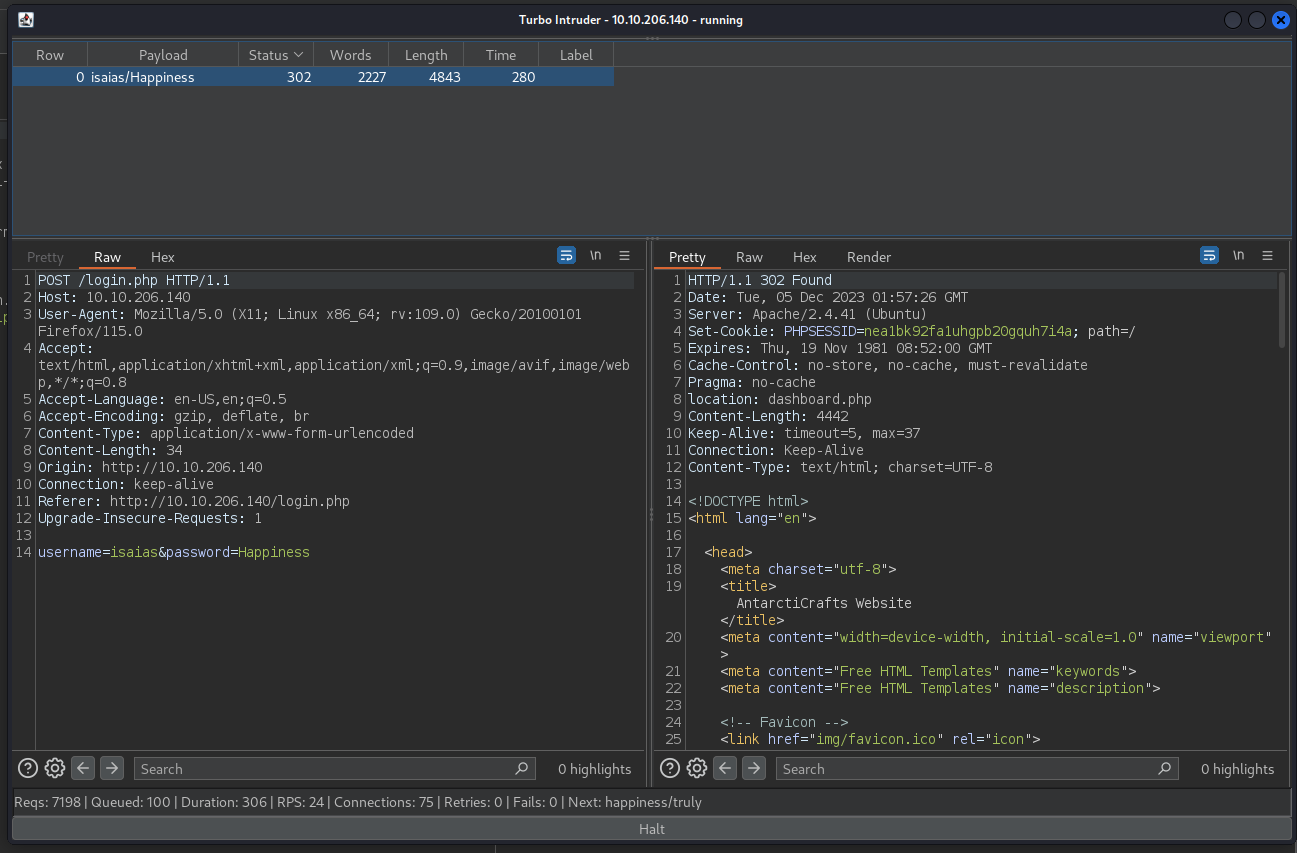 Turbo Intruder - 10.10.206.140 - running
Row Payload Status Words Length Time Label
0 isaias/Happiness 302 2227 4843 280
Pretty Raw Hex \n
1 POST /login.php HTTP/1.1
2 Host: 10.10.206.140
3 User-Agent: Mozilla/5.0 (X11; Linux x86_64; rv:109.0) Gecko/20100101
Firefox/115.0
4 Accept:
text/html,application/xhtml+xml,application/xml;q=0.9,image/avif,image/web
p,*/*;q=0.8
5 Accept-Language: en-US,en;q=0.5
6 Accept-Encoding: gzip, deflate, br
7 Content-Type: application/x-www-form-urlencoded
8 Content-Length: 34
9 Origin: http://10.10.206.140
10 Connection: keep-alive
11 Referer: http://10.10.206.140/login.php
12 Upgrade-Insecure-Requests: 1
13
14 username=isaias&password=Happiness
Search 0 highlights
Pretty Raw Hex Render \n
1 HTTP/1.1 302 Found
2 Date: Tue, 05 Dec 2023 01:57:26 GMT
3 Server: Apache/2.4.41 (Ubuntu)
4 Set-Cookie: PHPSESSID=nea1bk92fa1uhgpb20gquh7i4a; path=/
5 Expires: Thu, 19 Nov 1981 08:52:00 GMT
6 Cache-Control: no-store, no-cache, must-revalidate
7 Pragma: no-cache
8 location: dashboard.php
9 Content-Length: 4442
10 Keep-Alive: timeout=5, max=37
11 Connection: Keep-Alive
12 Content-Type: text/html; charset=UTF-8
13
14 <!DOCTYPE html>
15 <html lang="en">
16
17 <head>
18 <meta charset="utf-8">
19 <title>
AntarctiCrafts Website
</title>
20 <meta content="width=device-width, initial-scale=1.0" name="viewport"
>
21 <meta content="Free HTML Templates" name="keywords">
22 <meta content="Free HTML Templates" name="description">
23
24 <!-- Favicon -->
25 <link href="img/favicon.ico" rel="icon">
Search 0 highlights
Reqs: 7198 | Queued: 100 | Duration: 306 | RPS: 24 | Connections: 75 | Retries: 0 | Fails: 0 | Next: happiness/truly
Halt